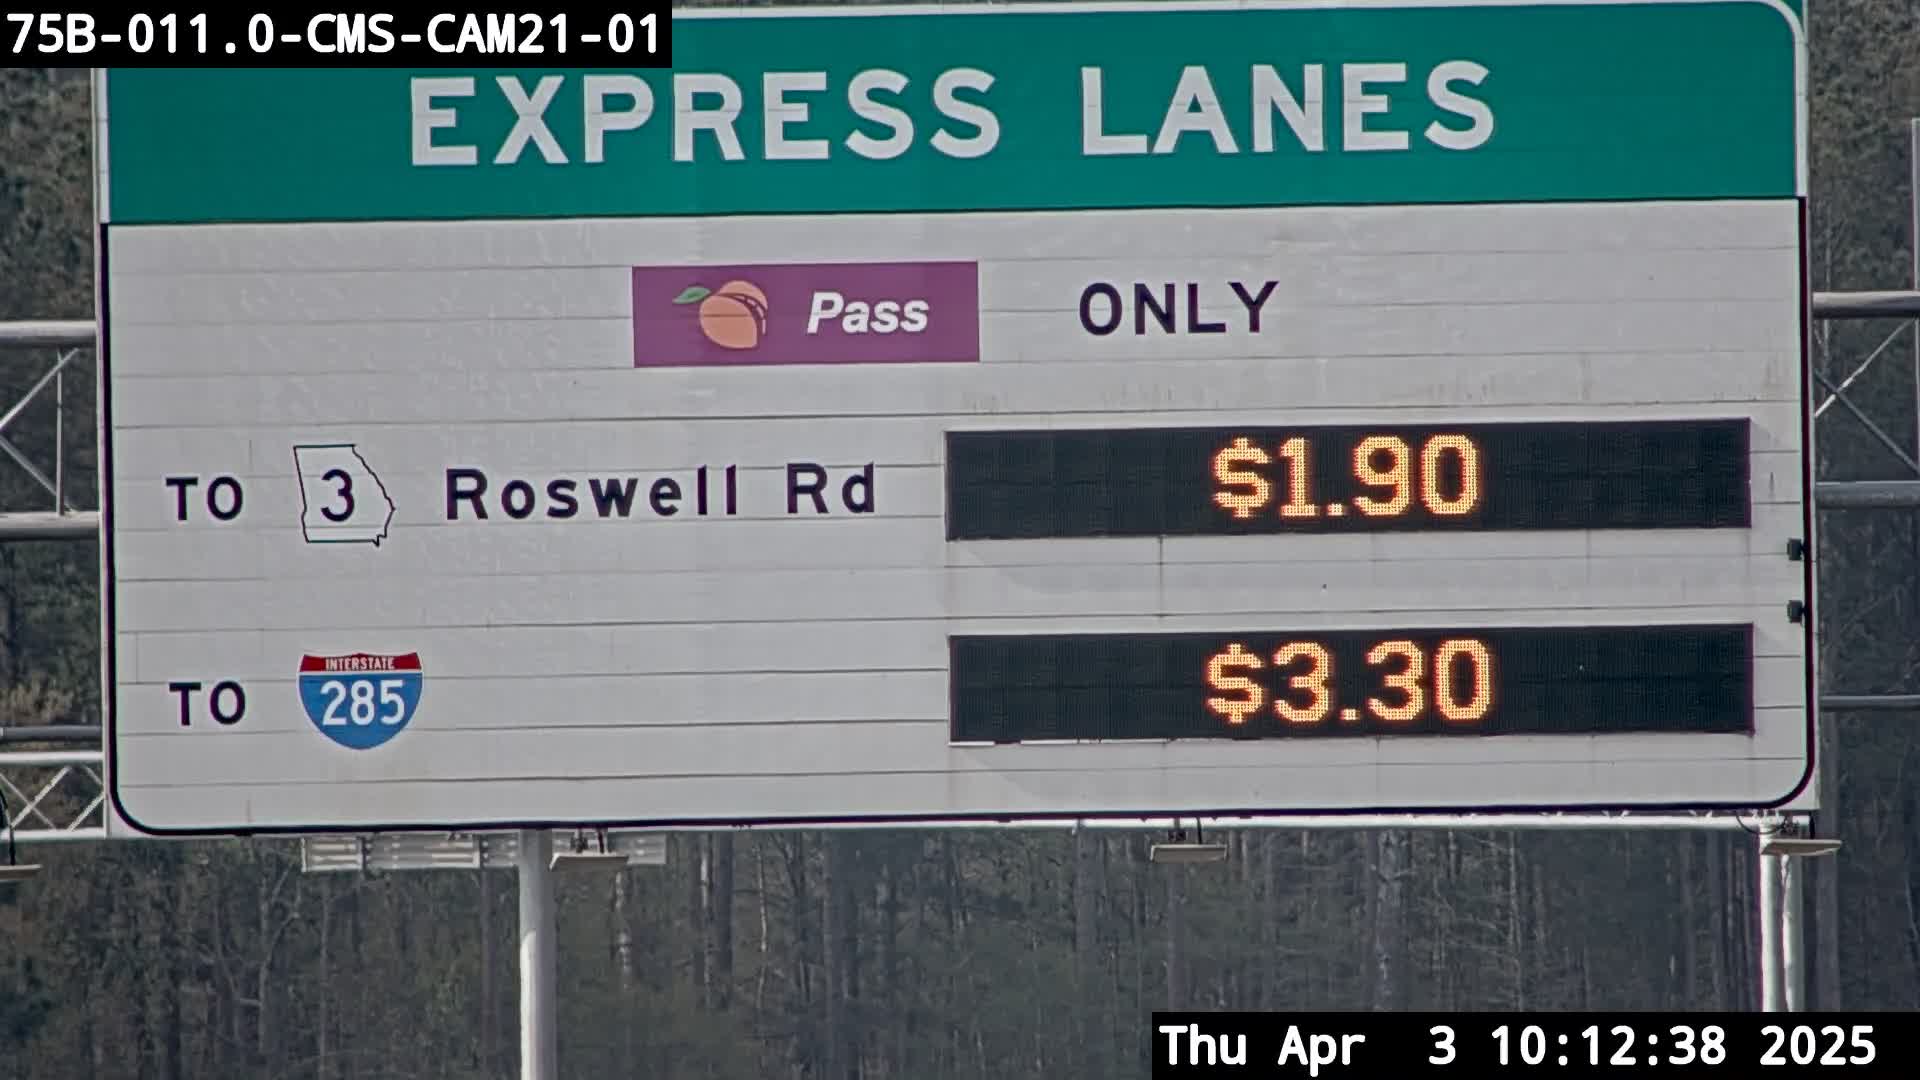 75B-011.0-CMS-CAM21-01
EXPRESS LANES
Pass ONLY
TO 3 Roswell Rd $1.90
TO INTERSTATE 285 $3.30
Thu Apr 3 10:12:38 2025